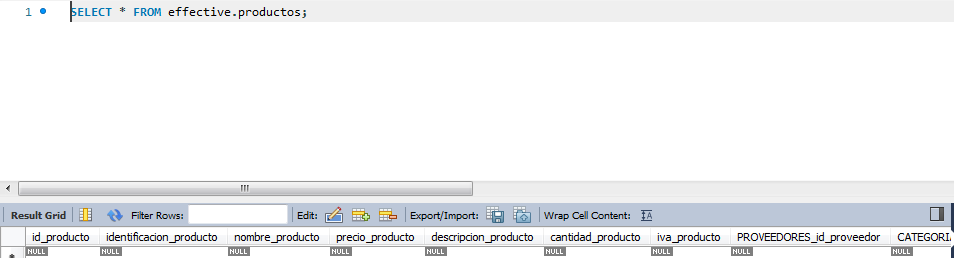 1 SELECT * FROM effective.productos;
Result Grid Filter Rows: Edit: Export/Import: Wrap Cell Content: IA
id_producto identificacion_producto nombre_producto precio_producto descripcion_producto cantidad_producto iva_producto PROVEEDORES_id_proveedor CATEGORI
* NULL NULL NULL NULL NULL NULL NULL NULL NULL